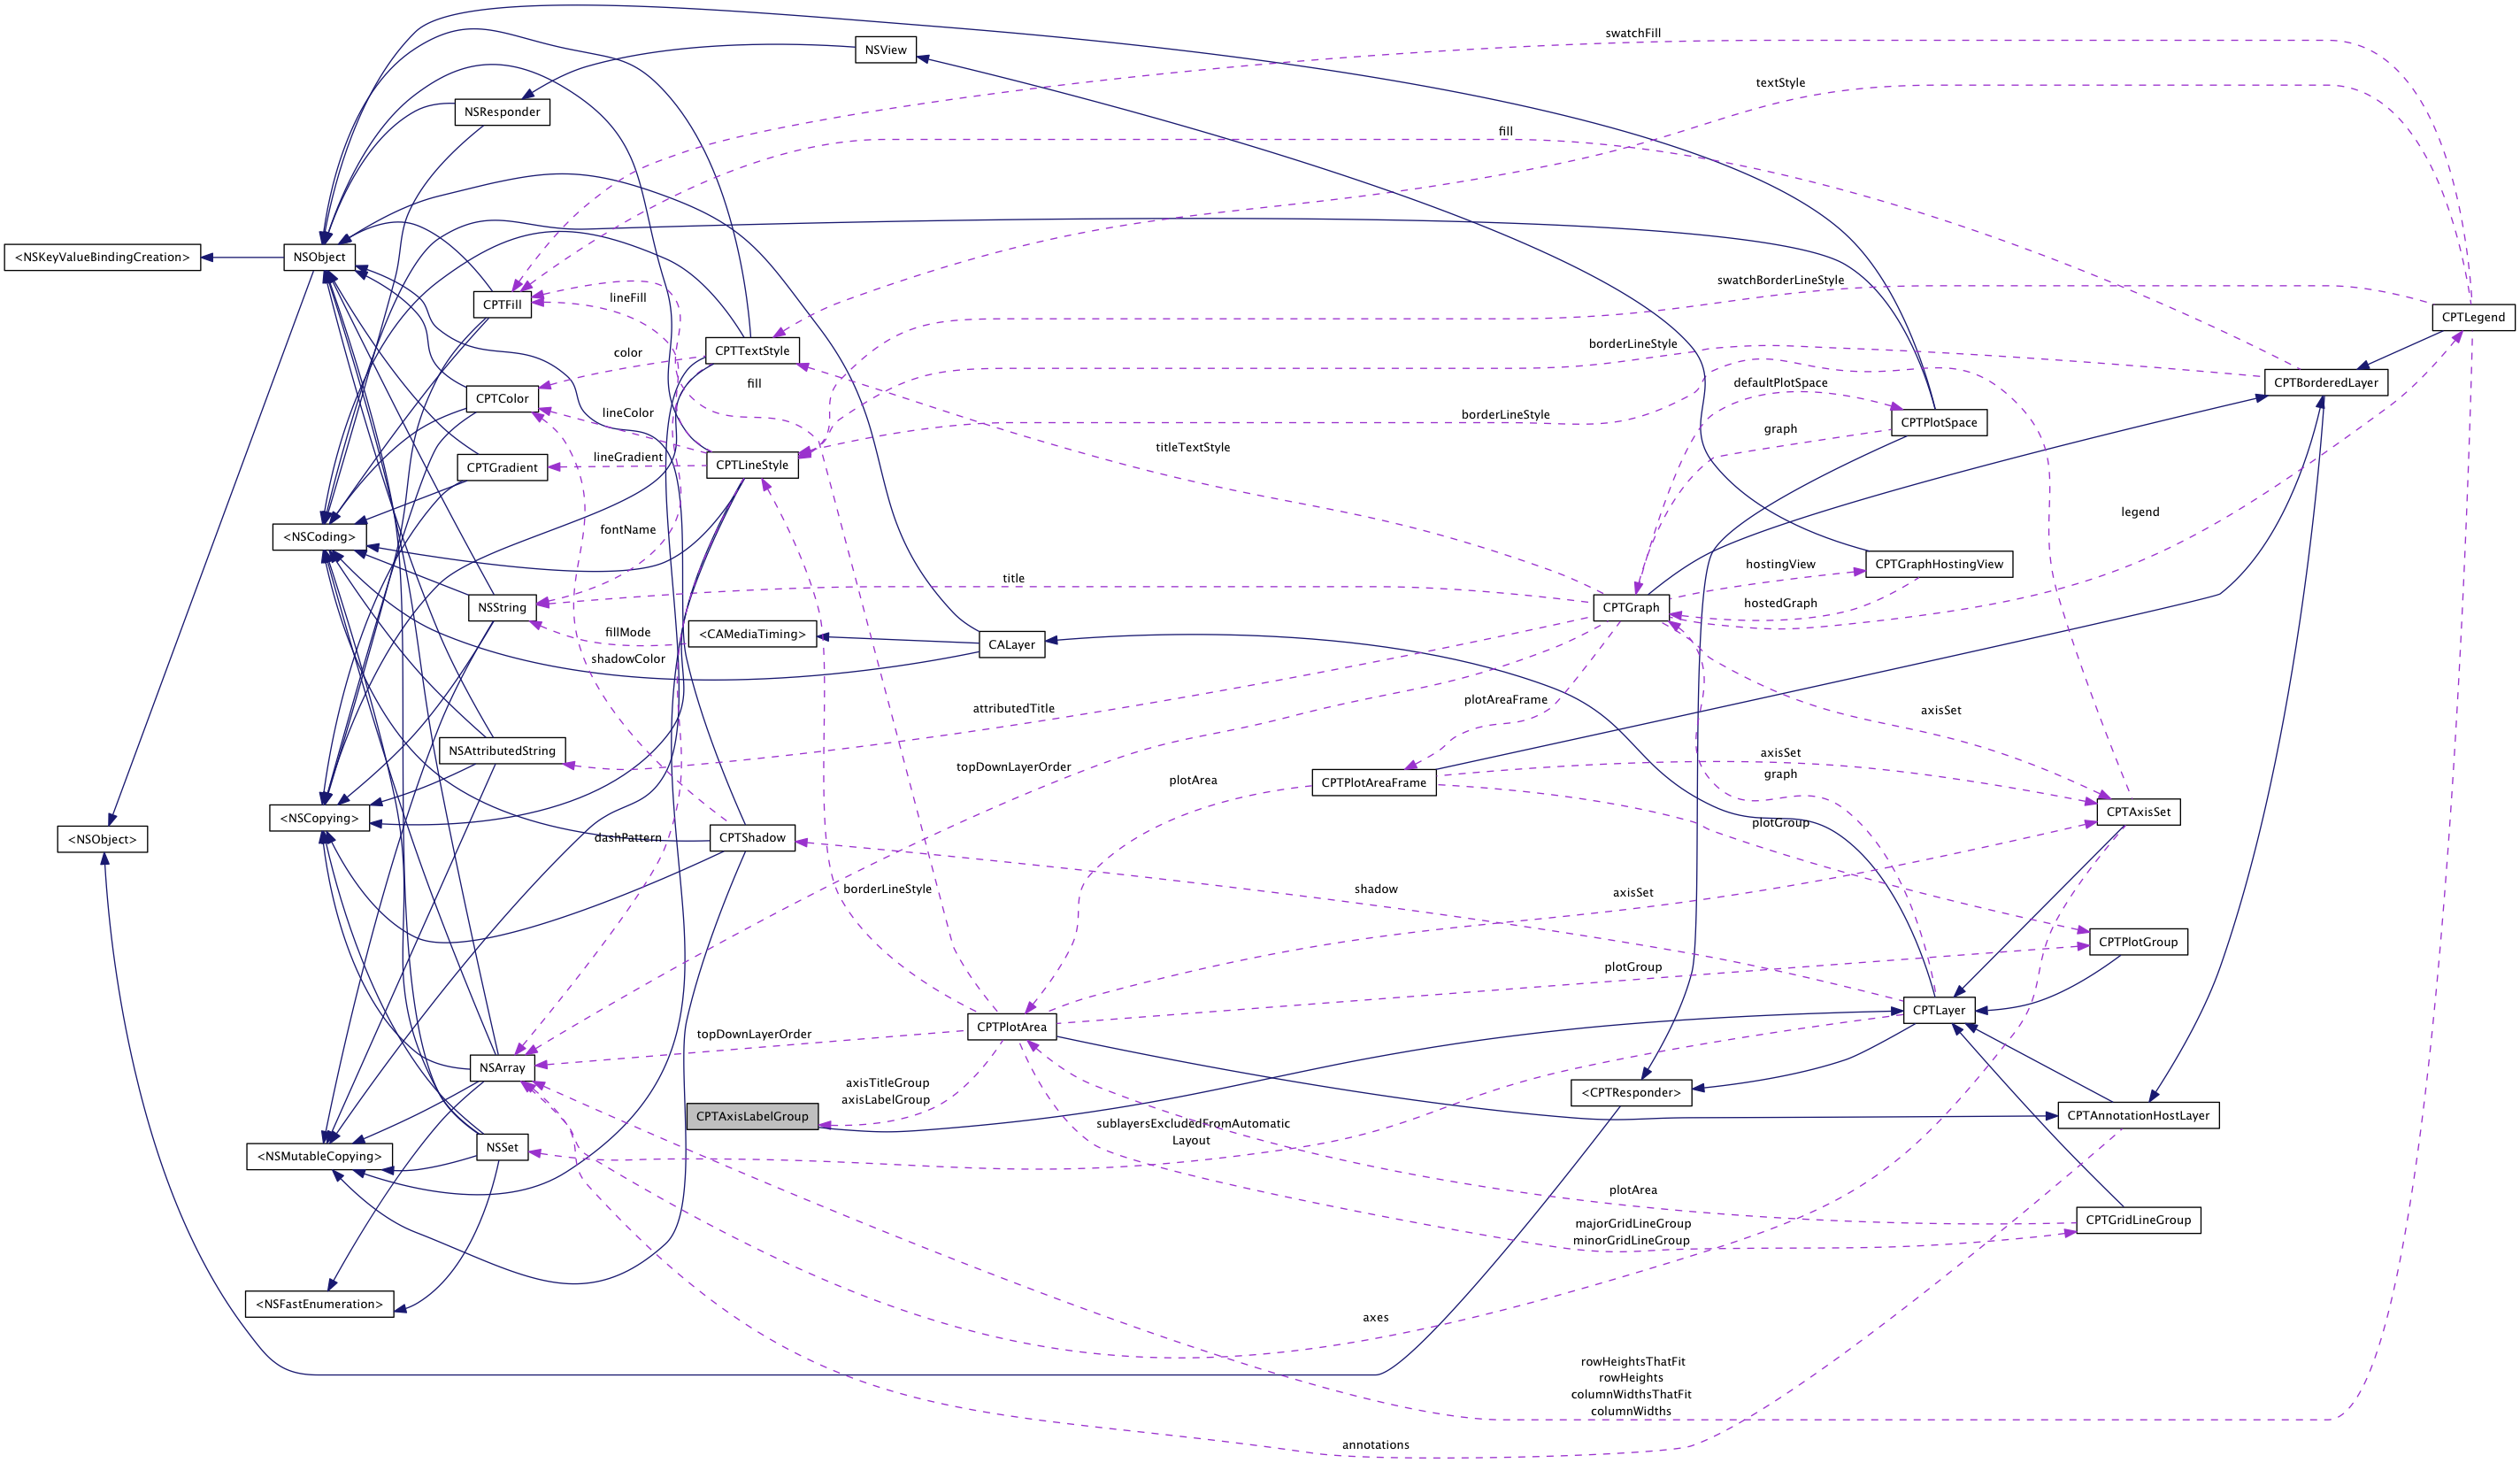 swatchFill
NSView
textStyle
NSResponder
fill
<NSKeyValueBindingCreation>
NSObject
swatchBorderLineStyle
CPTFill
lineFill
CPTLegend
borderLineStyle
CPTTextStyle
color
fill
defaultPlotSpace
CPTBorderedLayer
CPTColor
lineColor
borderLineStyle
graph
CPTPlotSpace
titleTextStyle
lineGradient
CPTGradient
CPTLineStyle
legend
<NSCoding>
fontName
hostingView
CPTGraphHostingView
title
hostedGraph
NSString
CPTGraph
fillMode
<CAMediaTiming>
CALayer
shadowColor
plotAreaFrame
attributedTitle
axisSet
NSAttributedString
axisSet
topDownLayerOrder
plotArea
graph
CPTPlotAreaFrame
<NSCopying>
CPTAxisSet
plotGroup
<NSObject>
dashPattern
CPTShadow
borderLineStyle
shadow
axisSet
CPTPlotGroup
plotGroup
CPTLayer
CPTPlotArea
topDownLayerOrder
NSArray
axisTitleGroup
axisLabelGroup
<CPTResponder>
CPTAxisLabelGroup
CPTAnnotationHostLayer
sublayersExcludedFromAutomatic
Layout
NSSet
<NSMutableCopying>
plotArea
majorGridLineGroup
minorGridLineGroup
CPTGridLineGroup
<NSFastEnumeration>
axes
rowHeightsThatFit
rowHeights
columnWidthsThatFit
columnWidths
annotations